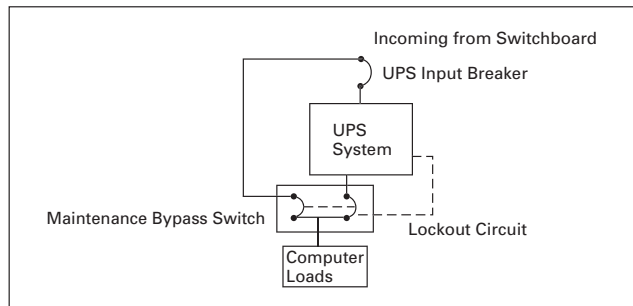 Incoming from Switchboard
UPS Input Breaker
UPS
System
Maintenance Bypass Switch
Lockout Circuit
Computer
Loads